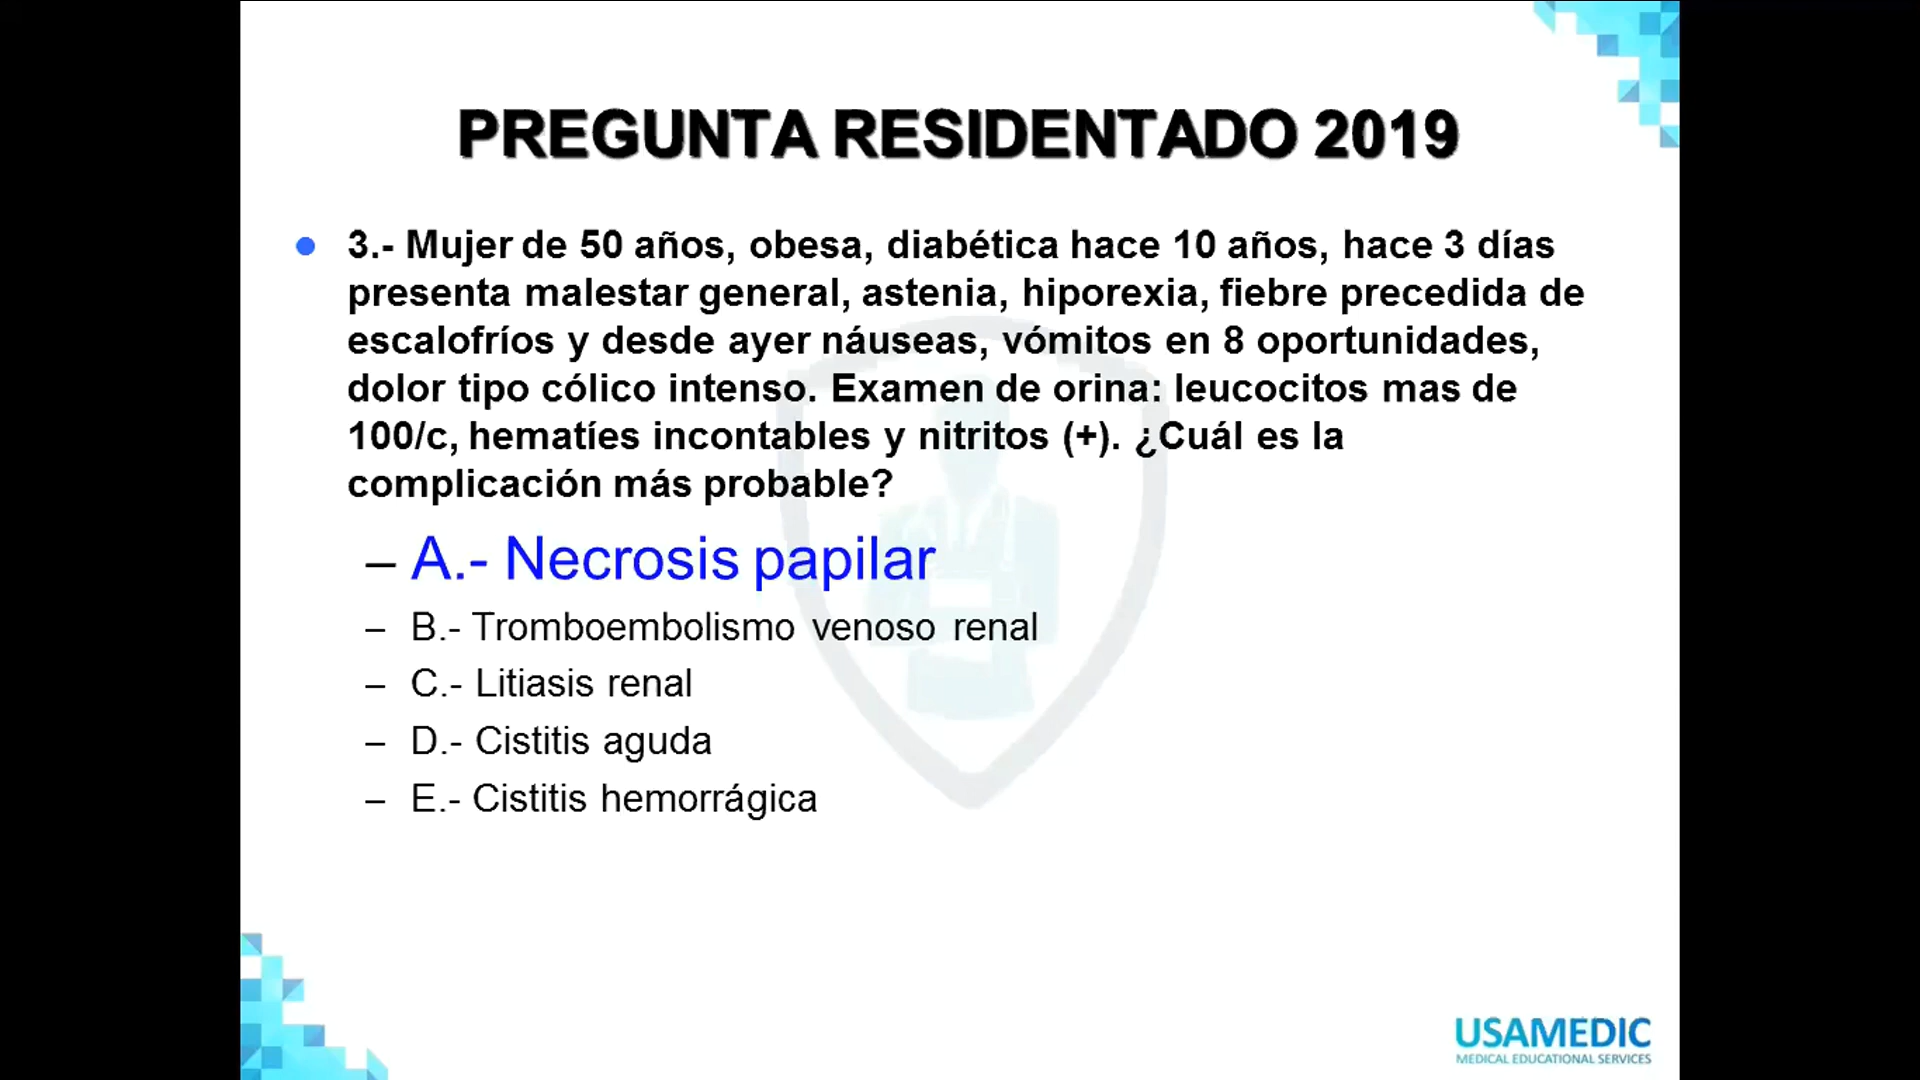 PREGUNTA RESIDENTADO 2019
3.- Mujer de 50 años, obesa, diabética hace 10 años, hace 3 días
presenta malestar general, astenia, hiporexia, fiebre precedida de
escalofríos y desde ayer náuseas, vómitos en 8 oportunidades,
dolor tipo cólico intenso. Examen de orina: leucocitos mas de
100/c, hematíes incontables y nitritos (+). ¿Cuál es la
complicación más probable?
– A.- Necrosis papilar
– B.- Tromboembolismo venoso renal
– C.- Litiasis renal
– D.- Cistitis aguda
– E.- Cistitis hemorrágica
USAMEDIC
MEDICAL EDUCATIONAL SERVICES